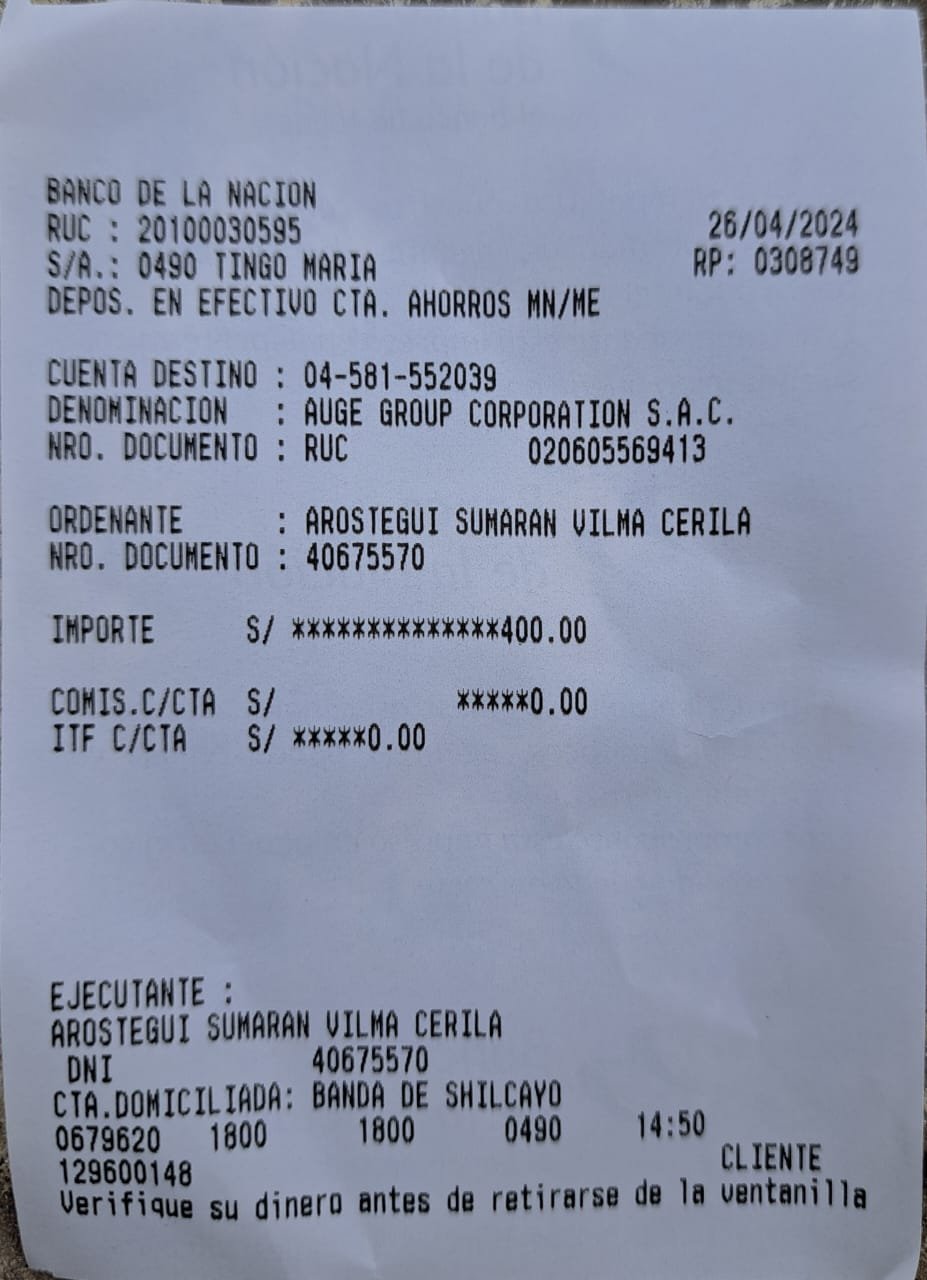 BANCO DE LA NACION
RUC : 20100030595 26/04/2024
S/A.: 0490 TINGO MARIA RP: 0308749
DEPOS. EN EFECTIVO CTA. AHORROS MN/ME
CUENTA DESTINO : 04-581-552039
DENOMINACION : AUGE GROUP CORPORATION S.A.C.
NRO. DOCUMENTO : RUC 020605569413
ORDENANTE : AROSTEGUI SUMARAN VILMA CERILA
NRO. DOCUMENTO : 40675570
IMPORTE S/ **************400.00
COMIS.C/CTA S/ *****0.00
ITF C/CTA S/ *****0.00
EJECUTANTE :
AROSTEGUI SUMARAN VILMA CERILA
DNI 40675570
CTA.DOMICILIADA: BANDA DE SHILCAYO
0679620 1800 1800 0490 14:50
129600148 CLIENTE
Verifique su dinero antes de retirarse de la ventanilla